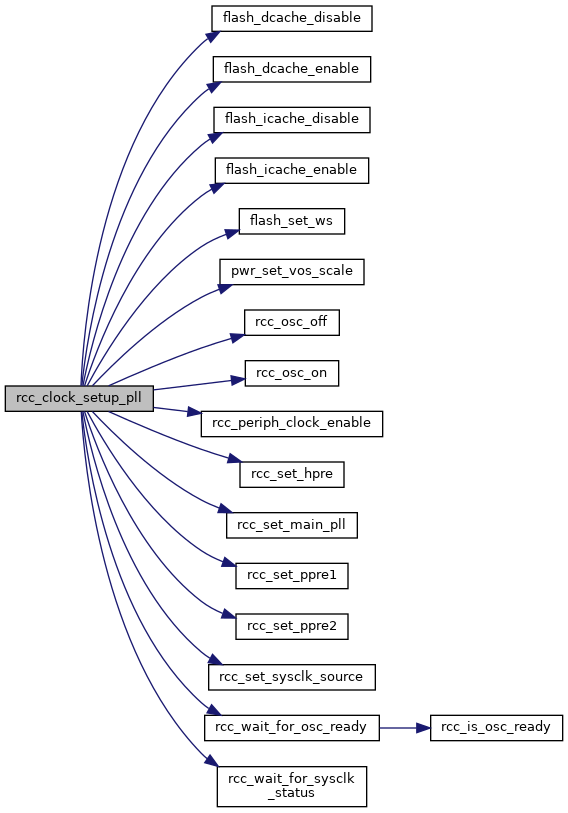 flash_dcache_disable
flash_dcache_enable
flash_icache_disable
flash_icache_enable
flash_set_ws
pwr_set_vos_scale
rcc_osc_off
rcc_osc_on
rcc_clock_setup_pll
rcc_periph_clock_enable
rcc_set_hpre
rcc_set_main_pll
rcc_set_ppre1
rcc_set_ppre2
rcc_set_sysclk_source
rcc_wait_for_osc_ready
rcc_is_osc_ready
rcc_wait_for_sysclk
_status